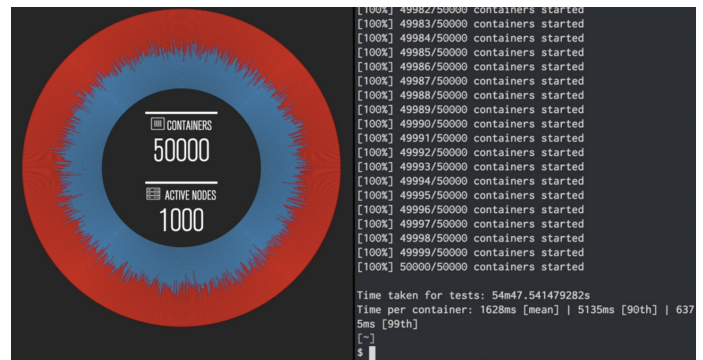 CONTAINERS
50000
ACTIVE NODES
1000
[100%] 49982/50000 containers started
[100%] 49983/50000 containers started
[100%] 49984/50000 containers started
[100%] 49985/50000 containers started
[100%] 49986/50000 containers started
[100%] 49987/50000 containers started
[100%] 49988/50000 containers started
[100%] 49989/50000 containers started
[100%] 49990/50000 containers started
[100%] 49991/50000 containers started
[100%] 49992/50000 containers started
[100%] 49993/50000 containers started
[100%] 49994/50000 containers started
[100%] 49995/50000 containers started
[100%] 49996/50000 containers started
[100%] 49997/50000 containers started
[100%] 49998/50000 containers started
[100%] 49999/50000 containers started
[100%] 50000/50000 containers started
Time taken for tests: 54m47.541479282s
Time per container: 1628ms [mean] | 5135ms [90th] | 637
5ms [99th]
[~]
$